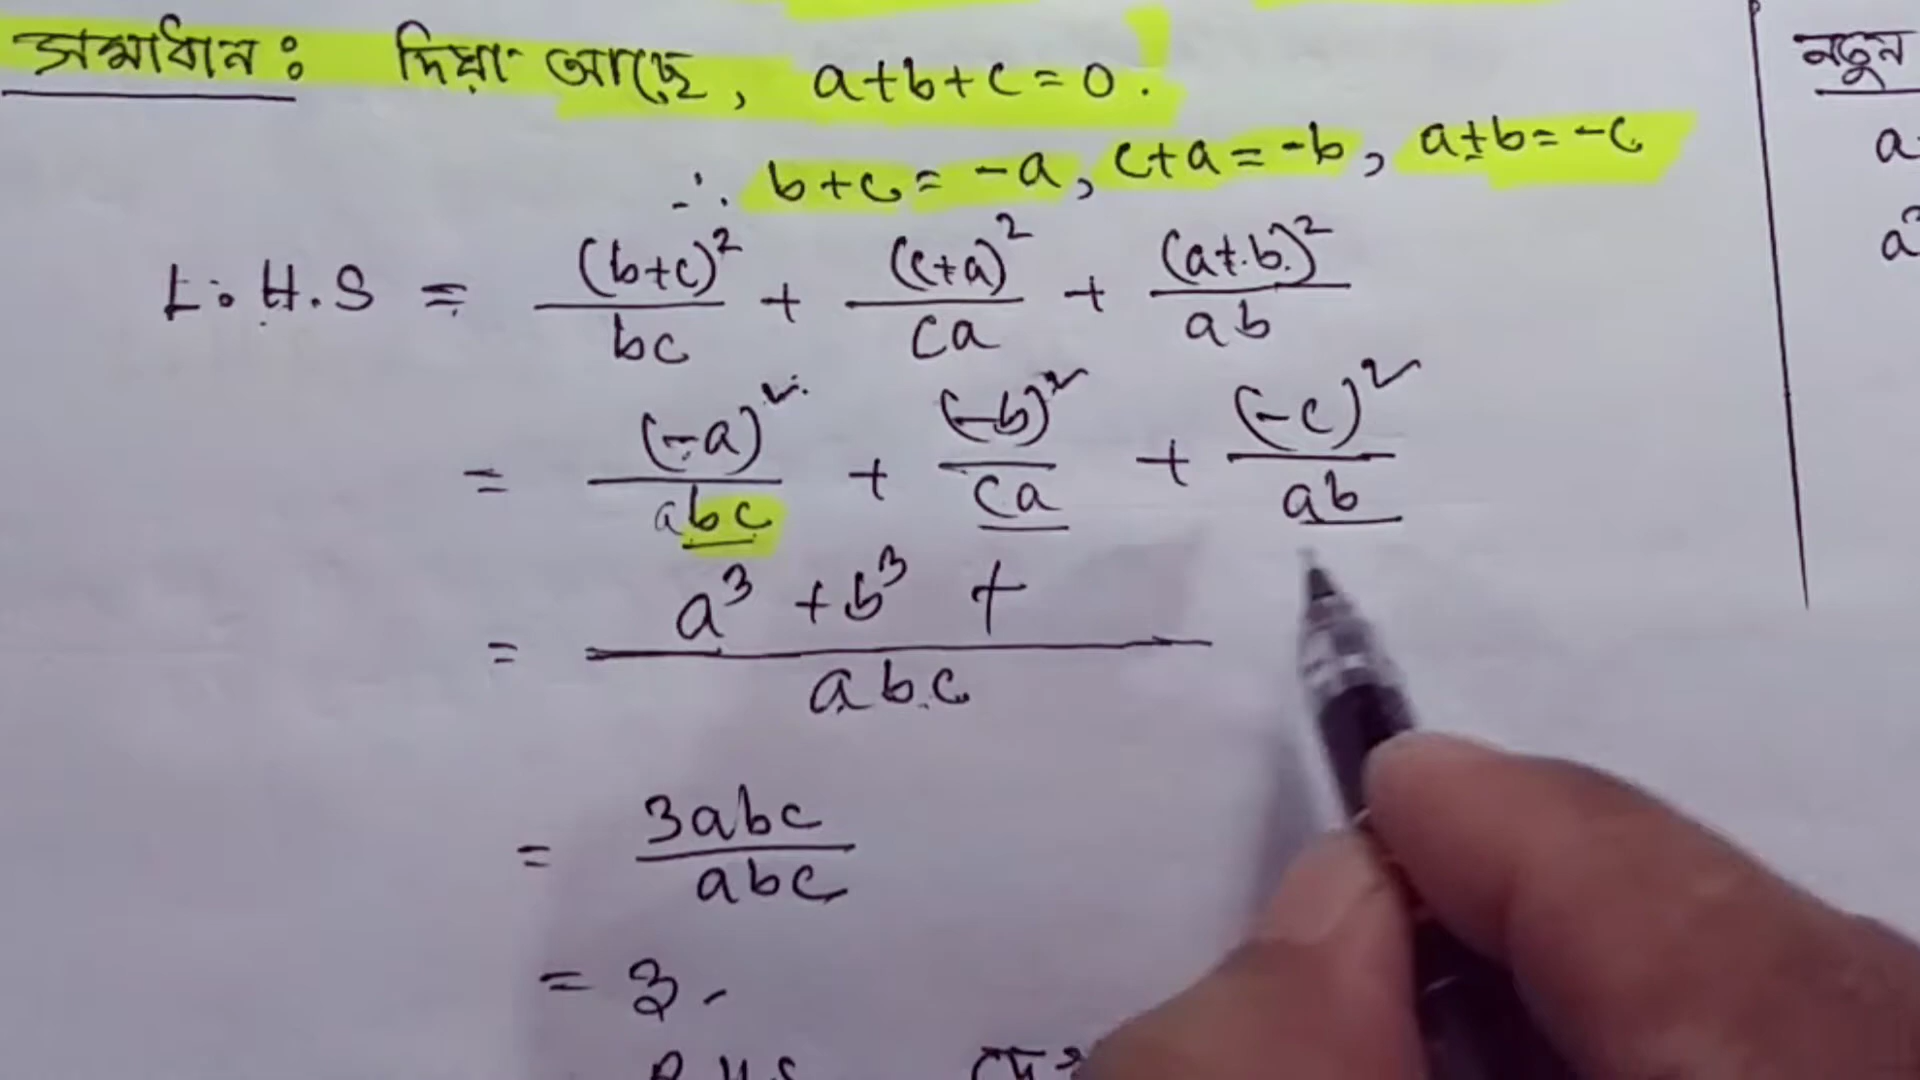 সমাধান: দিয়া আছে, a+b+c=0.
∴ b+c= -a, c+a=-b, a+b=-c
L.H.S = (b+c)²/bc + (c+a)²/ca + (a+b)²/ab
= (-a)²/abc + (-b)²/ca + (-c)²/ab
= a³+b³+/abc
= 3abc/abc
= 3
R.H.S
নতুন
a
a